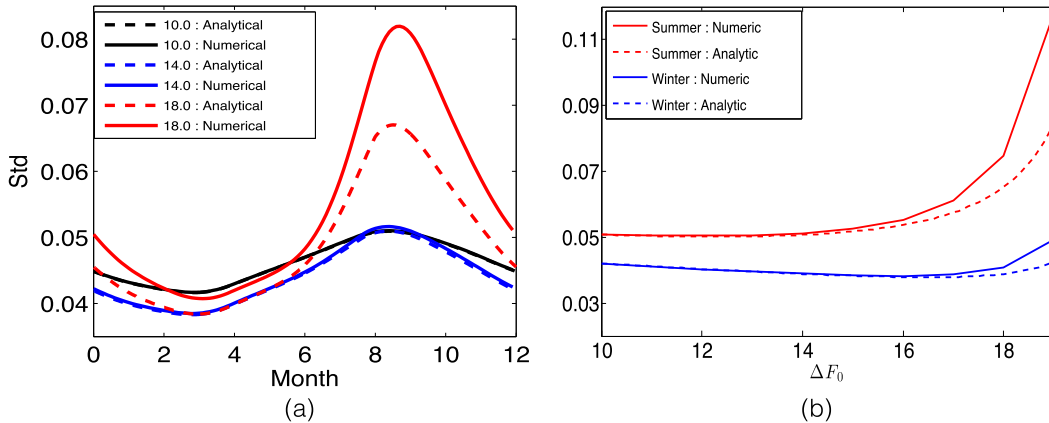 10.0 : Analytical
10.0 : Numerical
14.0 : Analytical
14.0 : Numerical
18.0 : Analytical
18.0 : Numerical
0.08
0.07
0.06
0.05
0.04
Std
0 2 4 6 8 10 12
Month
(a)
Summer : Numeric
Summer : Analytic
Winter : Numeric
Winter : Analytic
0.11
0.09
0.07
0.05
0.03
10 12 14 16 18
ΔF₀
(b)